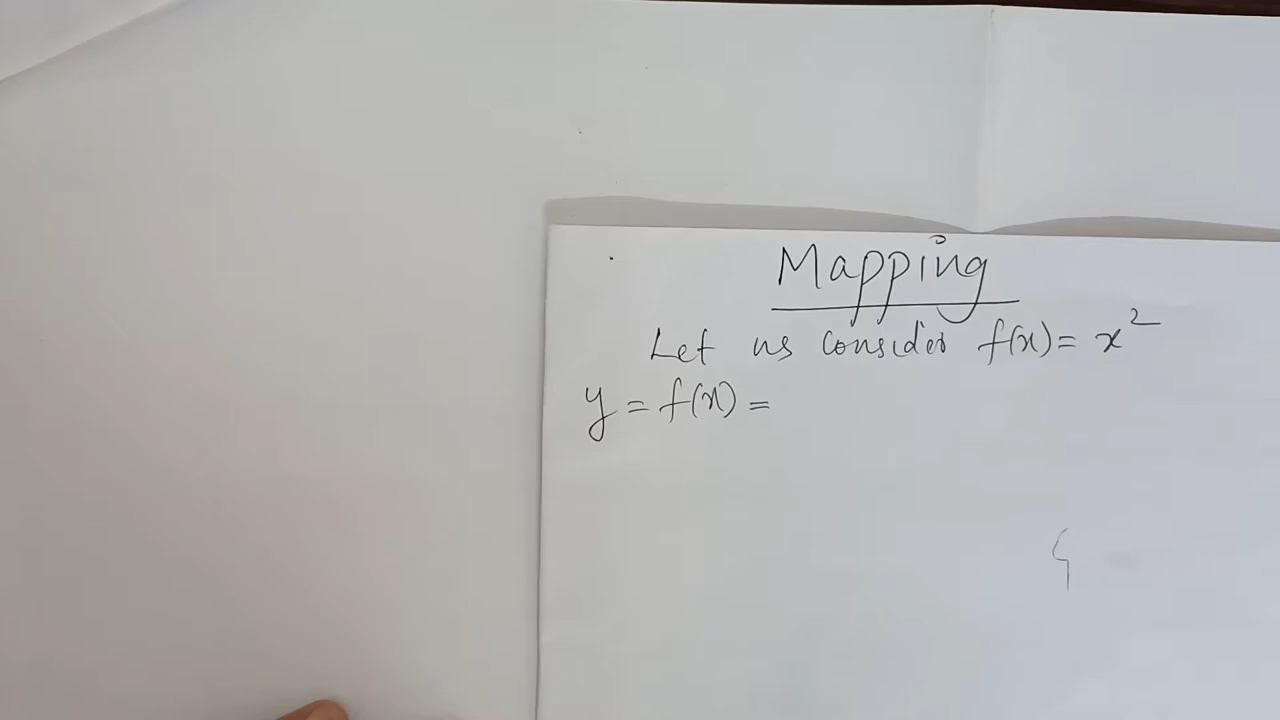 Mapping
Let us consider f(x) = x²
y = f(x) =